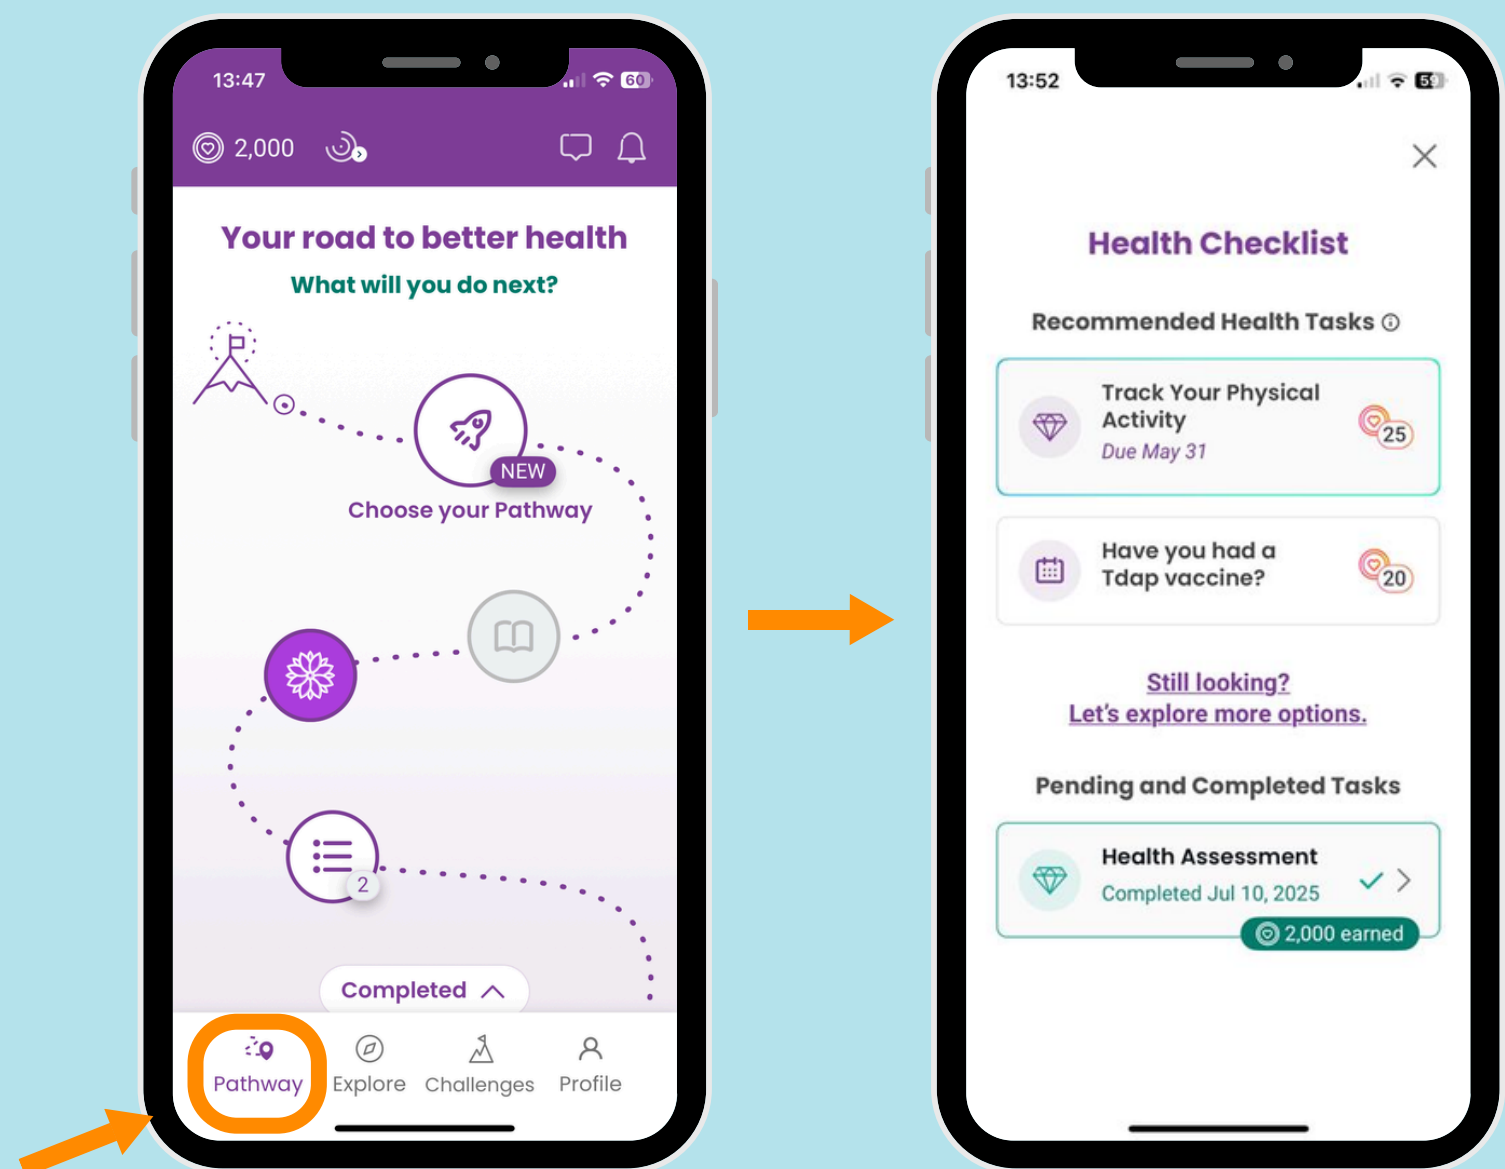 13:47
60
2,000
Your road to better health
What will you do next?
NEW
Choose your Pathway
2
Completed
Pathway
Explore
Challenges
Profile
13:52
59
Health Checklist
Recommended Health Tasks
Track Your Physical
Activity
Due May 31
25
Have you had a
Tdap vaccine?
20
Still looking?
Let's explore more options.
Pending and Completed Tasks
Health Assessment
Completed Jul 10, 2025
2,000 earned